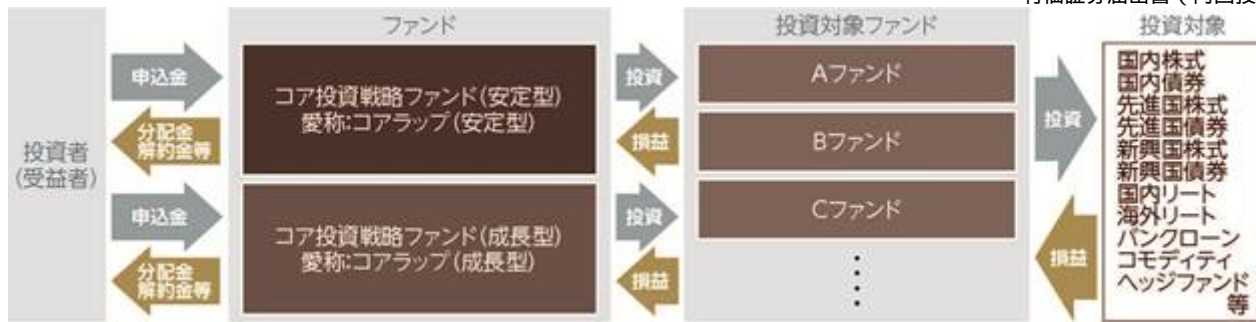 ファンド
投資対象ファンド
投資対象
投資者
(受益者)
申込金
分配金
解約金等
申込金
分配金
解約金等
コア投資戦略ファンド(安定型)
愛称:コアラップ(安定型)
コア投資戦略ファンド(成長型)
愛称:コアラップ(成長型)
投資
損益
投資
損益
Aファンド
Bファンド
Cファンド
投資
損益
国内株式
国内債券
先進国株式
先進国債券
新興国株式
新興国債券
国内リート
海外リート
バンクローン
コモディティ
ヘッジファンド
等